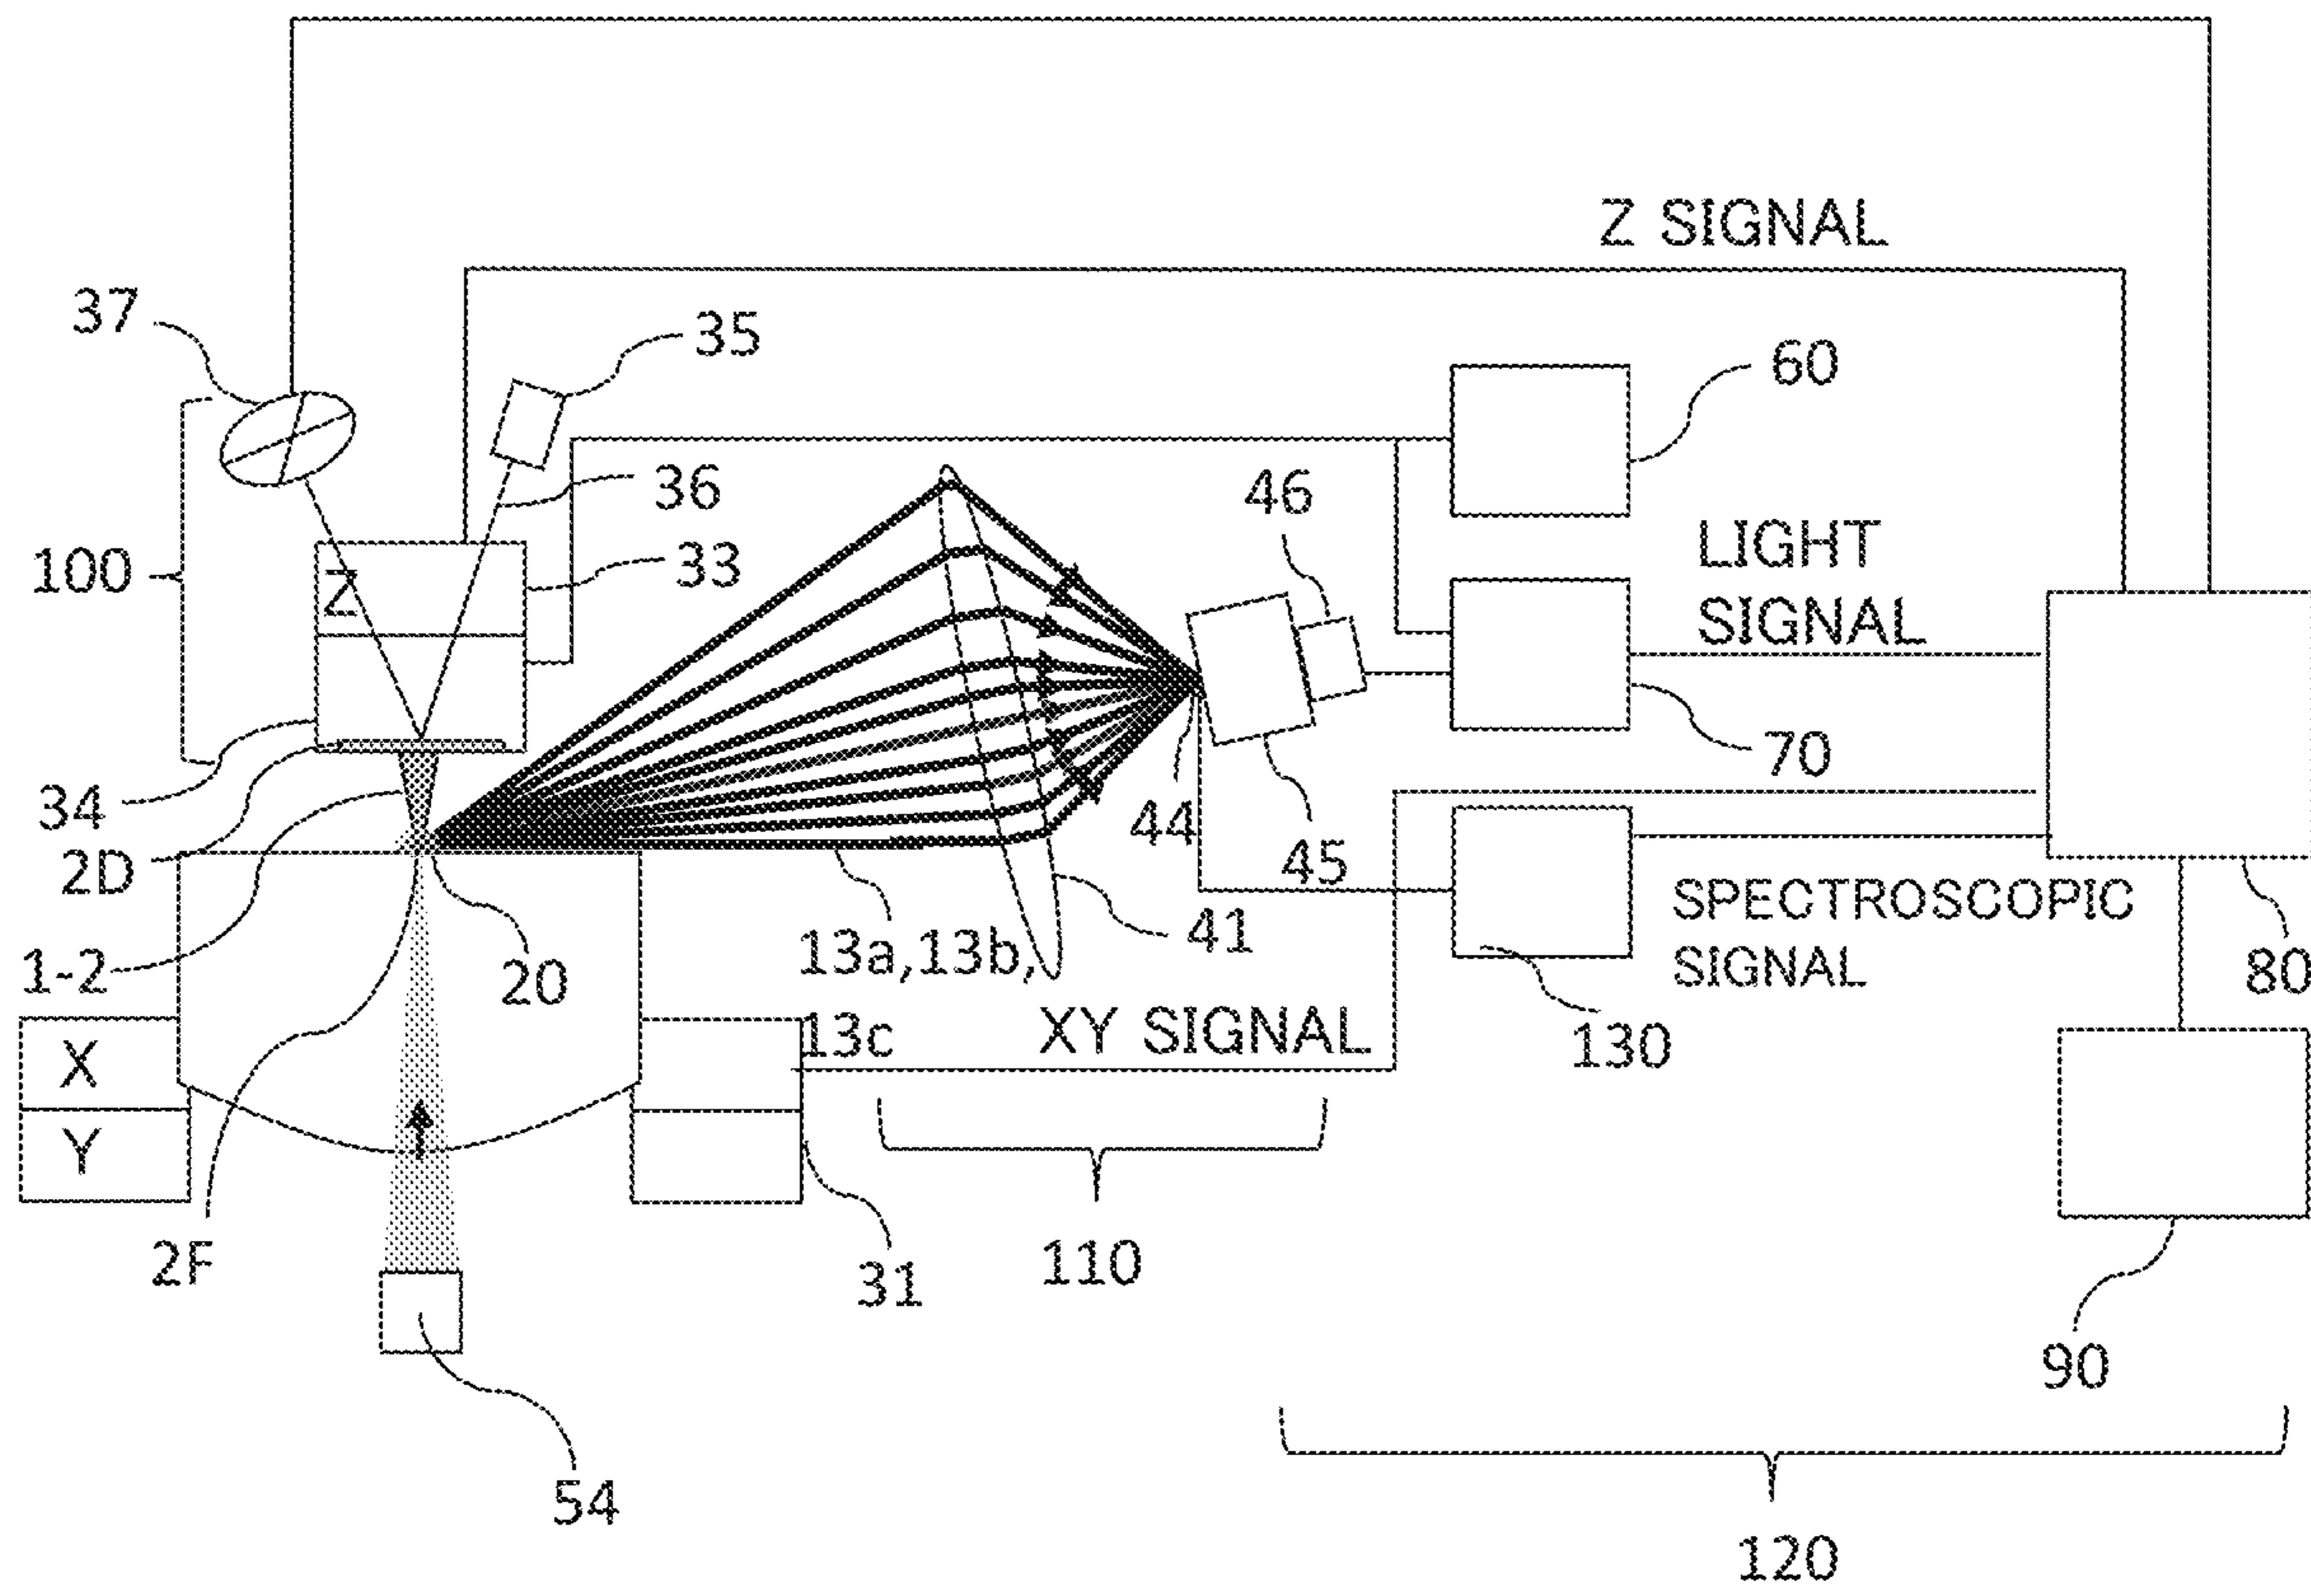 Z SIGNAL
37
35
60
36
46
100
33
LIGHT
Z
SIGNAL
70
34
44
45
2D
SPECTROSCOPIC
SIGNAL
41
13a,13b,
13c
1-2
20
80
XY SIGNAL
130
X
Y
2F
31
110
90
54
120